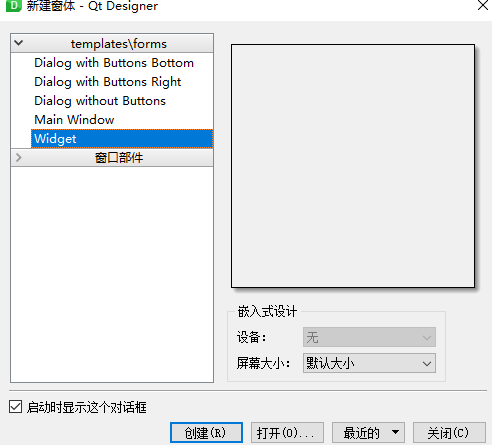 新建窗体 - Qt Designer
templates\forms
Dialog with Buttons Bottom
Dialog with Buttons Right
Dialog without Buttons
Main Window
Widget
窗口部件
嵌入式设计
设备： 无
屏幕大小： 默认大小
启动时显示这个对话框
创建(R) 打开(O)... 最近的 关闭(C)